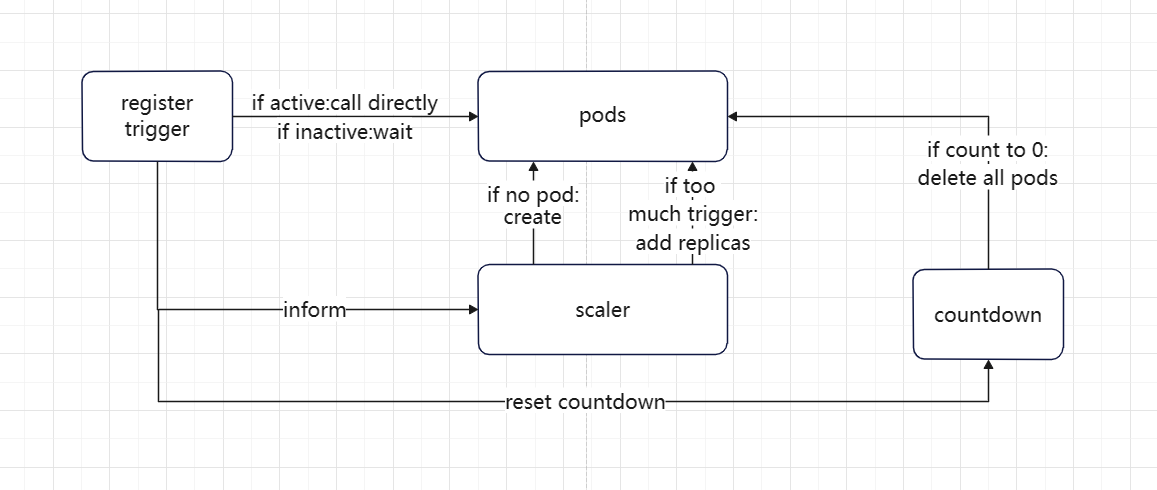 register
trigger
if active:call directly
if inactive:wait
pods
if count to 0:
delete all pods
if no pod:
create
if too
much trigger:
add replicas
inform
scaler
countdown
reset countdown